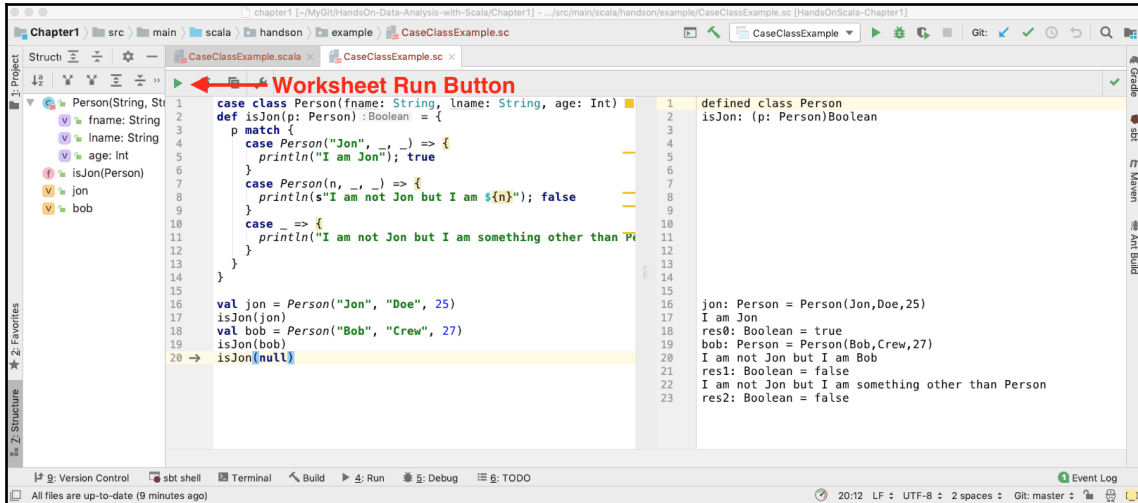 chapter1 [~/MyGit/HandsOn-Data-Analysis-with-Scala/Chapter1] - .../src/main/scala/handson/example/CaseClassExample.sc [HandsOnScala-Chapter1]
Chapter1 src main scala handson example CaseClassExample.sc CaseClassExample Git:
Structu CaseClassExample.scala × CaseClassExample.sc ×
Worksheet Run Button
1: Project
Gradle
sbt
Maven
Ant Build
2: Favorites
Z: Structure
Person(String, Stri
fname: String
lname: String
age: Int
isJon(Person)
jon
bob
1 case class Person(fname: String, lname: String, age: Int)
2 def isJon(p: Person) : Boolean = {
3 p match {
4 case Person("Jon", _, _) => {
5 println("I am Jon"); true
6 }
7 case Person(n, _, _) => {
8 println(s"I am not Jon but I am ${n}"); false
9 }
10 case _ => {
11 println("I am not Jon but I am something other than Pe
12 }
13 }
14 }
15
16 val jon = Person("Jon", "Doe", 25)
17 isJon(jon)
18 val bob = Person("Bob", "Crew", 27)
19 isJon(bob)
20 isJon(null)
1 defined class Person
2 isJon: (p: Person)Boolean
3
4
5
6
7
8
9
10
11
12
13
14
15
16 jon: Person = Person(Jon,Doe,25)
17 I am Jon
18 res0: Boolean = true
19 bob: Person = Person(Bob,Crew,27)
20 I am not Jon but I am Bob
21 res1: Boolean = false
22 I am not Jon but I am something other than Person
23 res2: Boolean = false
9: Version Control sbt shell Terminal Build 4: Run 5: Debug 6: TODO 1 Event Log
All files are up-to-date (9 minutes ago) 20:12 LF UTF-8 2 spaces Git: master